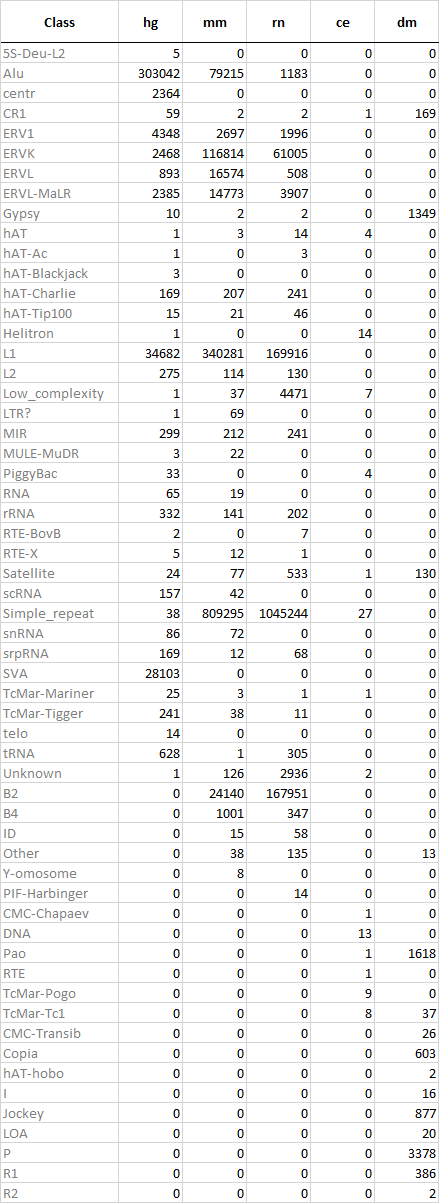 Class hg mm rn ce dm
5S-Deu-L2 5 0 0 0 0
Alu 303042 79215 1183 0 0
centr 2364 0 0 0 0
CR1 59 2 2 1 169
ERV1 4348 2697 1996 0 0
ERVK 2468 116814 61005 0 0
ERVL 893 16574 508 0 0
ERVL-MaLR 2385 14773 3907 0 0
Gypsy 10 2 2 0 1349
hAT 1 3 14 4 0
hAT-Ac 1 0 3 0 0
hAT-Blackjack 3 0 0 0 0
hAT-Charlie 169 207 241 0 0
hAT-Tip100 15 21 46 0 0
Helitron 1 0 0 14 0
L1 34682 340281 169916 0 0
L2 275 114 130 0 0
Low_complexity 1 37 4471 7 0
LTR? 1 69 0 0 0
MIR 299 212 241 0 0
MULE-MuDR 3 22 0 0 0
PiggyBac 33 0 0 4 0
RNA 65 19 0 0 0
rRNA 332 141 202 0 0
RTE-BovB 2 0 7 0 0
RTE-X 5 12 1 0 0
Satellite 24 77 533 1 130
scRNA 157 42 0 0 0
Simple_repeat 38 809295 1045244 27 0
snRNA 86 72 0 0 0
srpRNA 169 12 68 0 0
SVA 28103 0 0 0 0
TcMar-Mariner 25 3 1 1 0
TcMar-Tigger 241 38 11 0 0
telo 14 0 0 0 0
tRNA 628 1 305 0 0
Unknown 1 126 2936 2 0
B2 0 24140 167951 0 0
B4 0 1001 347 0 0
ID 0 15 58 0 0
Other 0 38 135 0 13
Y-omosome 0 8 0 0 0
PIF-Harbinger 0 0 14 0 0
CMC-Chapaev 0 0 0 1 0
DNA 0 0 0 13 0
Pao 0 0 0 1 1618
RTE 0 0 0 1 0
TcMar-Pogo 0 0 0 9 0
TcMar-Tc1 0 0 0 8 37
CMC-Transib 0 0 0 0 26
Copia 0 0 0 0 603
hAT-hobo 0 0 0 0 2
I 0 0 0 0 16
Jockey 0 0 0 0 877
LOA 0 0 0 0 20
P 0 0 0 0 3378
R1 0 0 0 0 386
R2 0 0 0 0 2